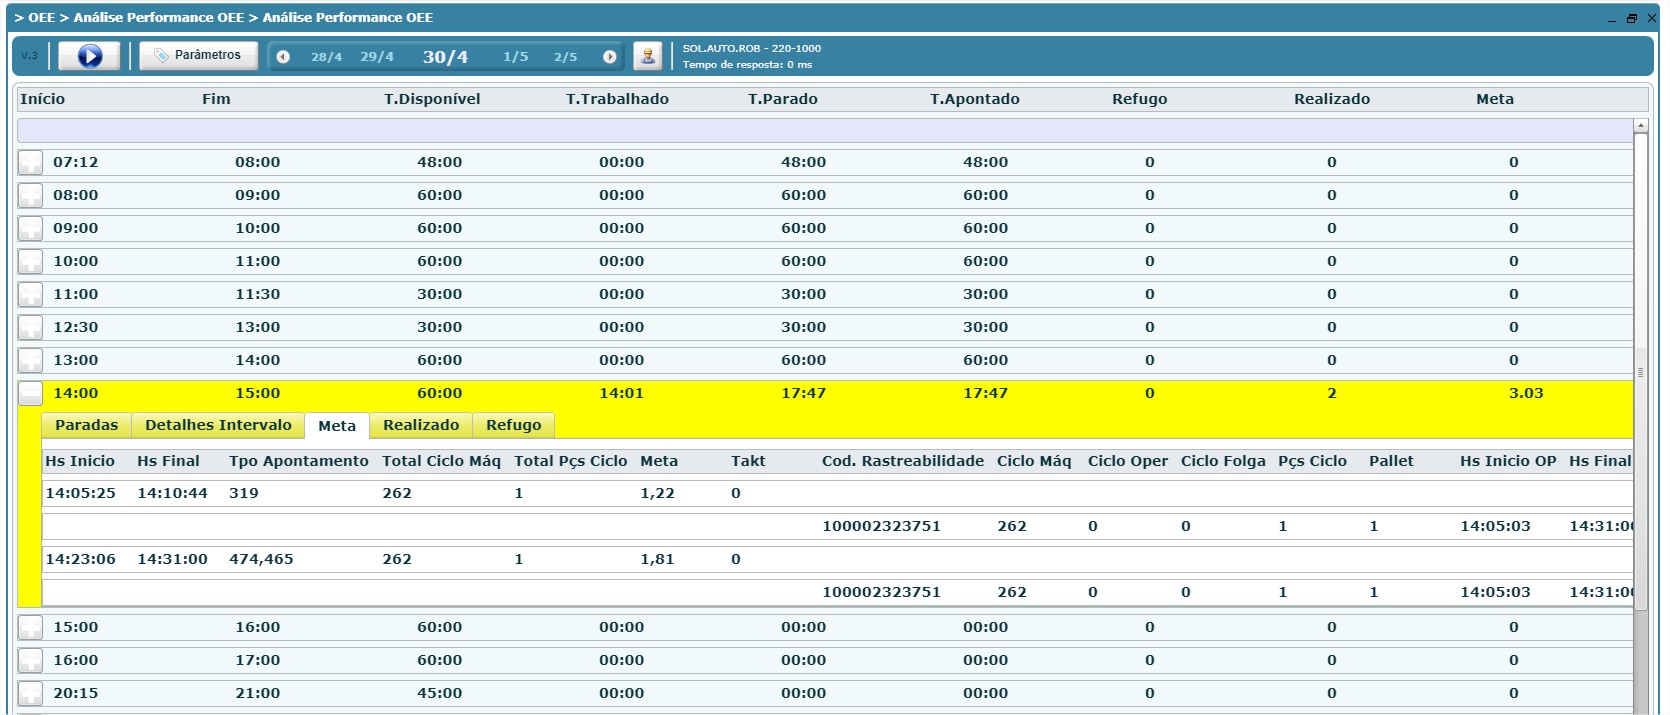 > OEE > Análise Performance OEE > Análise Performance OEE
V.3 Parâmetros 28/4 29/4 30/4 1/5 2/5 SOL.AUTO.ROB - 220-1000
Tempo de resposta: 0 ms
Início Fim T.Disponível T.Trabalhado T.Parado T.Apontado Refugo Realizado Meta
07:12 08:00 48:00 00:00 48:00 48:00 0 0 0
08:00 09:00 60:00 00:00 60:00 60:00 0 0 0
09:00 10:00 60:00 00:00 60:00 60:00 0 0 0
10:00 11:00 60:00 00:00 60:00 60:00 0 0 0
11:00 11:30 30:00 00:00 30:00 30:00 0 0 0
12:30 13:00 30:00 00:00 30:00 30:00 0 0 0
13:00 14:00 60:00 00:00 60:00 60:00 0 0 0
14:00 15:00 60:00 14:01 17:47 17:47 0 2 3.03
Paradas Detalhes Intervalo Meta Realizado Refugo
Hs Inicio Hs Final Tpo Apontamento Total Ciclo Máq Total Pçs Ciclo Meta Takt Cod. Rastreabilidade Ciclo Máq Ciclo Oper Ciclo Folga Pçs Ciclo Pallet Hs Inicio OP Hs Final
14:05:25 14:10:44 319 262 1 1,22 0
100002323751 262 0 0 1 1 14:05:03 14:31:00
14:23:06 14:31:00 474,465 262 1 1,81 0
100002323751 262 0 0 1 1 14:05:03 14:31:00
15:00 16:00 60:00 00:00 00:00 00:00 0 0 0
16:00 17:00 60:00 00:00 00:00 00:00 0 0 0
20:15 21:00 45:00 00:00 00:00 00:00 0 0 0